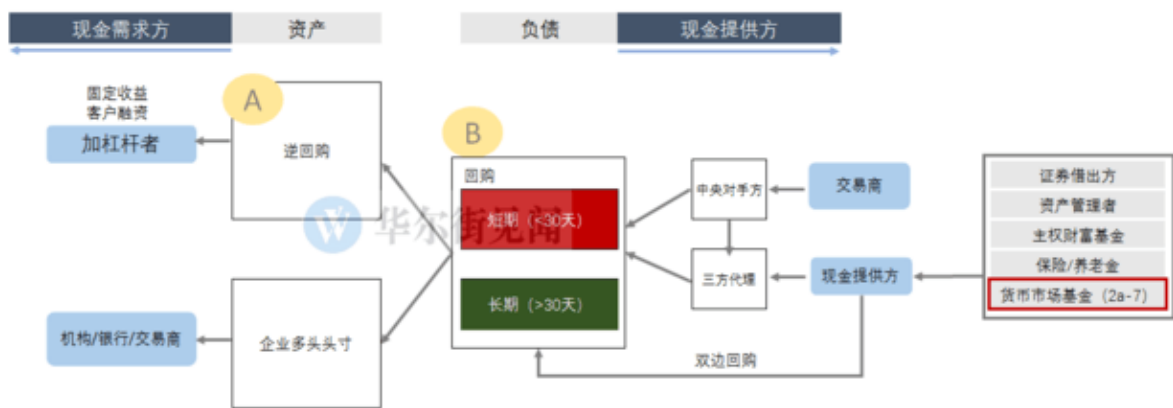 现金需求方
资产
负债
现金提供方
固定收益
客户融资
加杠杆者
A
逆回购
B
回购
短期（<30天）
长期（>30天）
中央对手方
交易商
三方代理
现金提供方
证券借出方
资产管理者
主权财富基金
保险/养老金
货币市场基金（2a-7）
机构/银行/交易商
企业多头头寸
双边回购
W 华尔街见闻